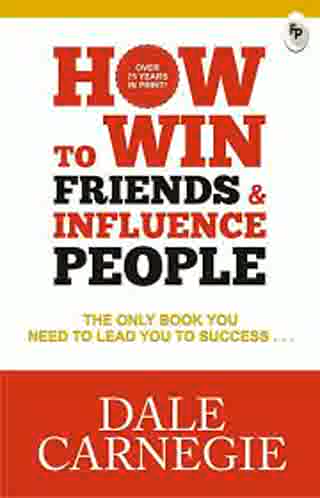 FP
HOW
OVER
75 YEARS
IN PRINT!
TO WIN
FRIENDS &
INFLUENCE
PEOPLE
THE ONLY BOOK YOU
NEED TO LEAD YOU TO SUCCESS . . .
DALE
CARNEGIE